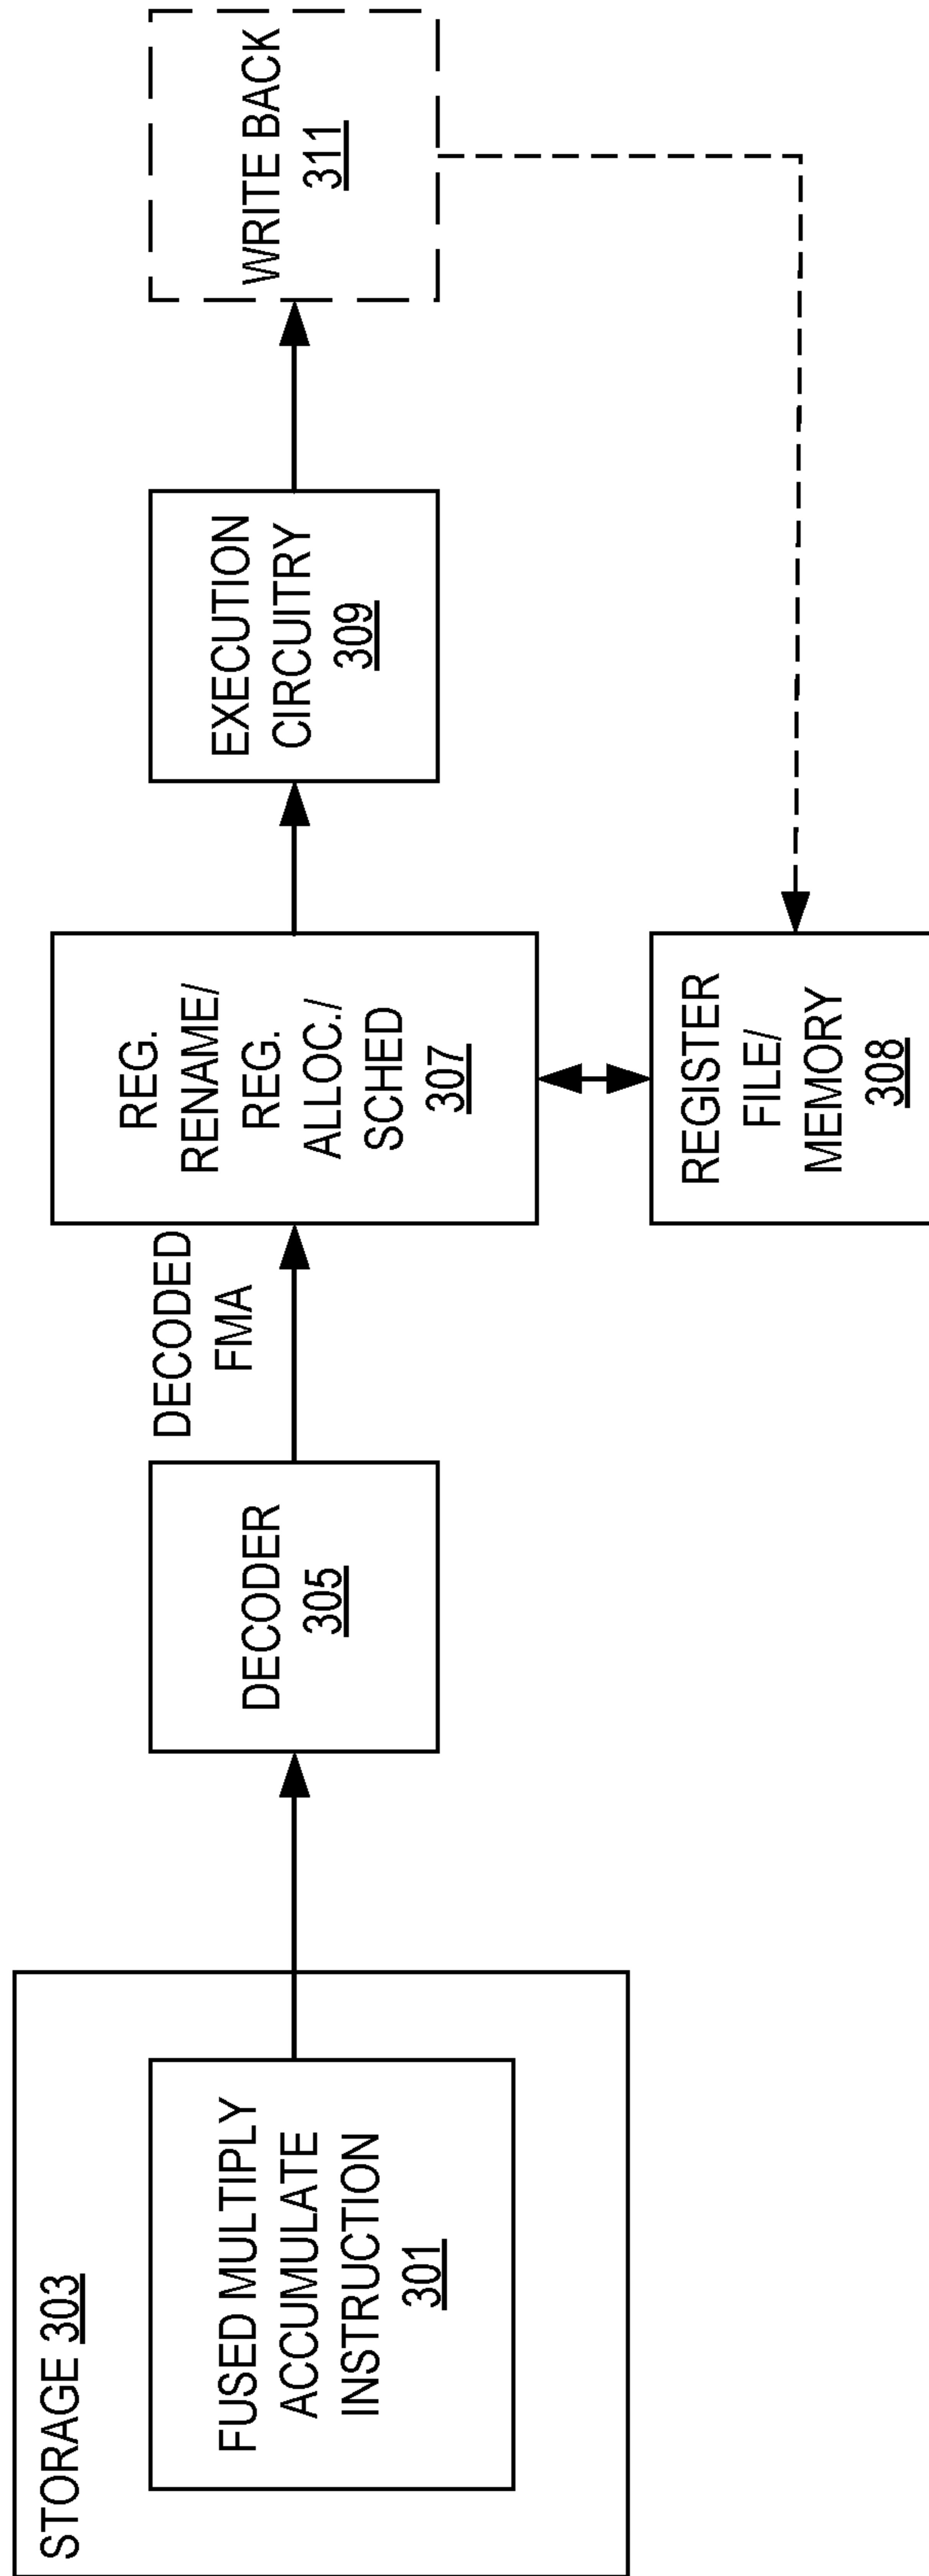 STORAGE 303
FUSED MULTIPLY
ACCUMULATE
INSTRUCTION
301
DECODER
305
DECODED
FMA
REG.
RENAME/
REG.
ALLOC./
SCHED
307
REGISTER
FILE/
MEMORY
308
EXECUTION
CIRCUITRY
309
WRITE BACK
311